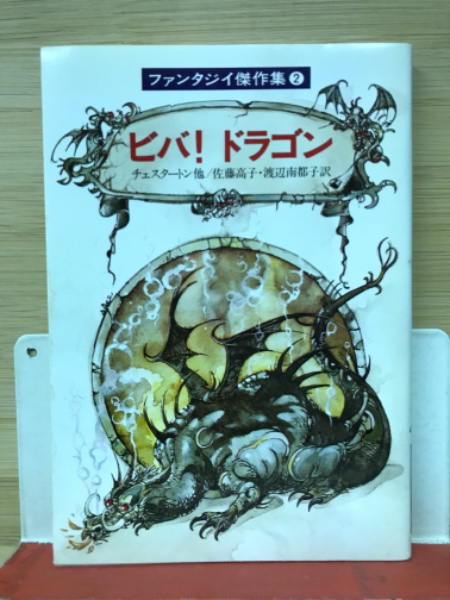 ファンタジイ傑作集❷
ビバ! ドラゴン
チェスタートン他/佐藤高子・渡辺南都子訳